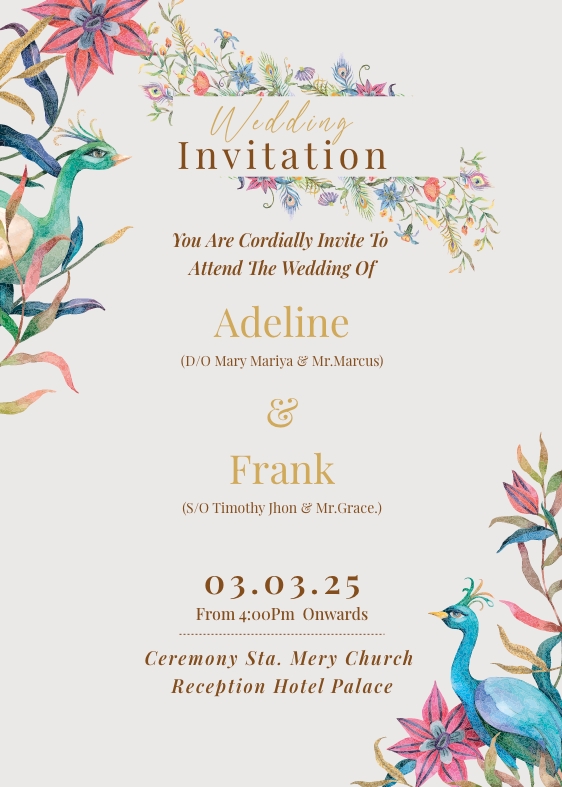 Wedding
Invitation
You Are Cordially Invite To
Attend The Wedding Of
Adeline
(D/O Mary Mariya & Mr.Marcus)
&
Frank
(S/O Timothy Jhon & Mr.Grace.)
03.03.25
From 4:00Pm Onwards
Ceremony Sta. Mery Church
Reception Hotel Palace